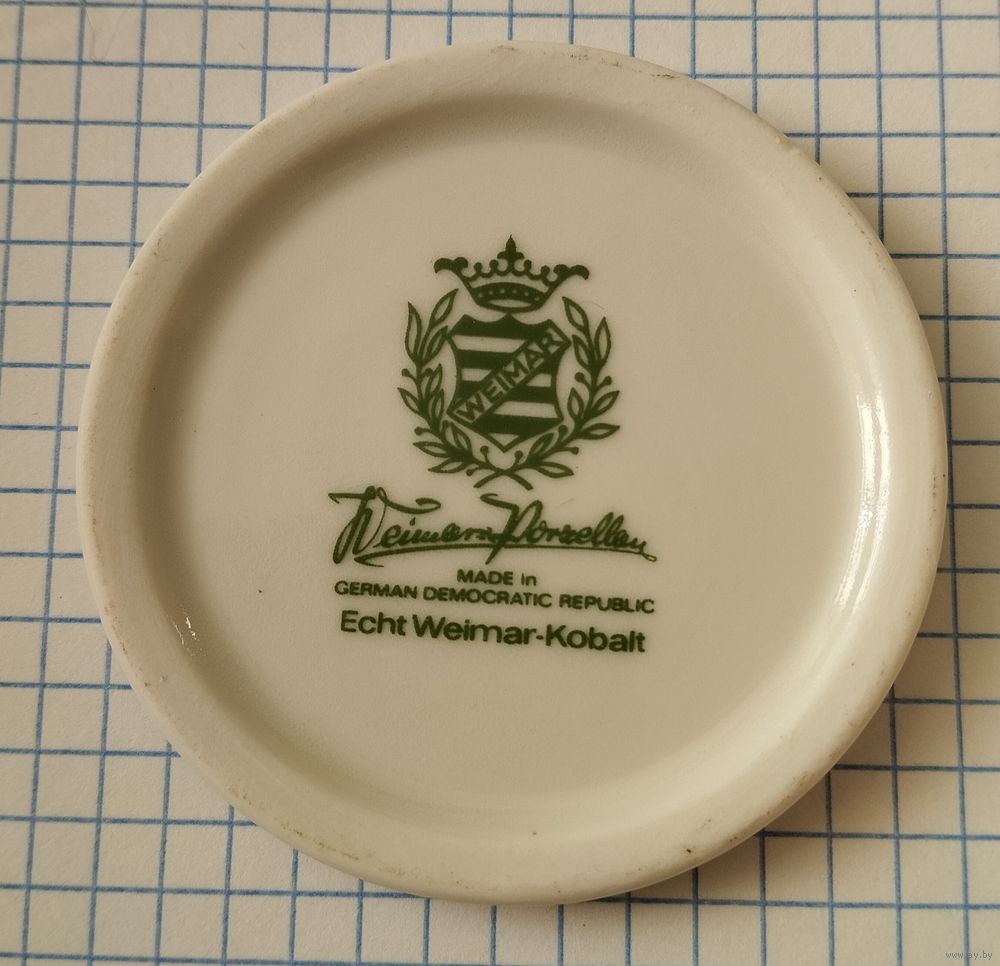 WEIMAR
Weimar Porzellan
MADE in
GERMAN DEMOCRATIC REPUBLIC
Echt Weimar-Kobalt
www.ay.by